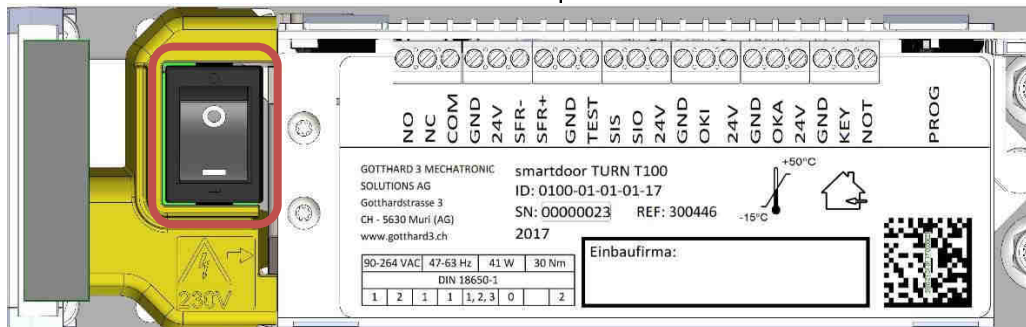 NO
NC
COM
GND
24V
SFR-
SFR+
GND
TEST
SIS
SIO
24V
GND
OKI
24V
GND
OKA
24V
GND
KEY
NOT
PROG
GOTTHARD 3 MECHATRONIC
SOLUTIONS AG
Gotthardstrasse 3
CH - 5630 Muri (AG)
www.gotthard3.ch
smartdoor TURN T100
ID: 0100-01-01-01-17
SN: 00000023 REF: 300446
2017
+50°C
-15°C
90-264 VAC 47-63 Hz 41 W 30 Nm
DIN 18650-1
1 2 1 1 1, 2, 3 0 2
Einbaufirma:
230V